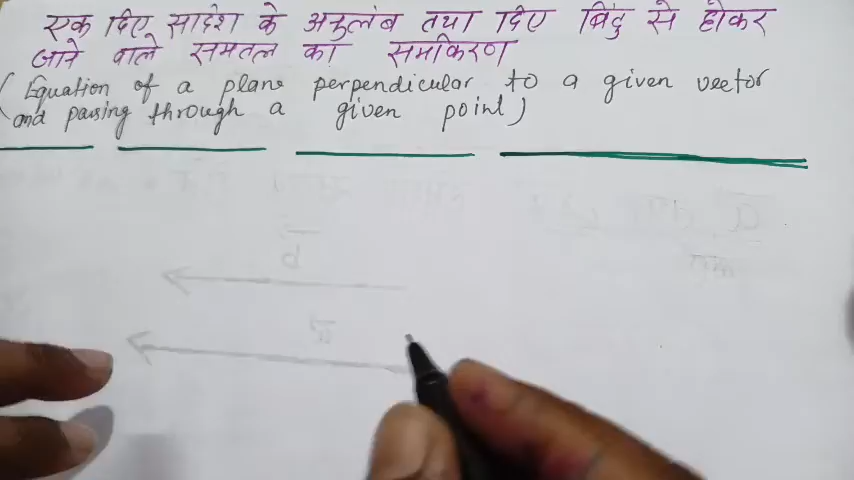 एक दिए सादिश के अनुलंब तथा दिए बिंदु से होकर
जाने वाले समतल का समीकरण
(Equation of a plane perpendicular to a given vector
and passing through a given point)